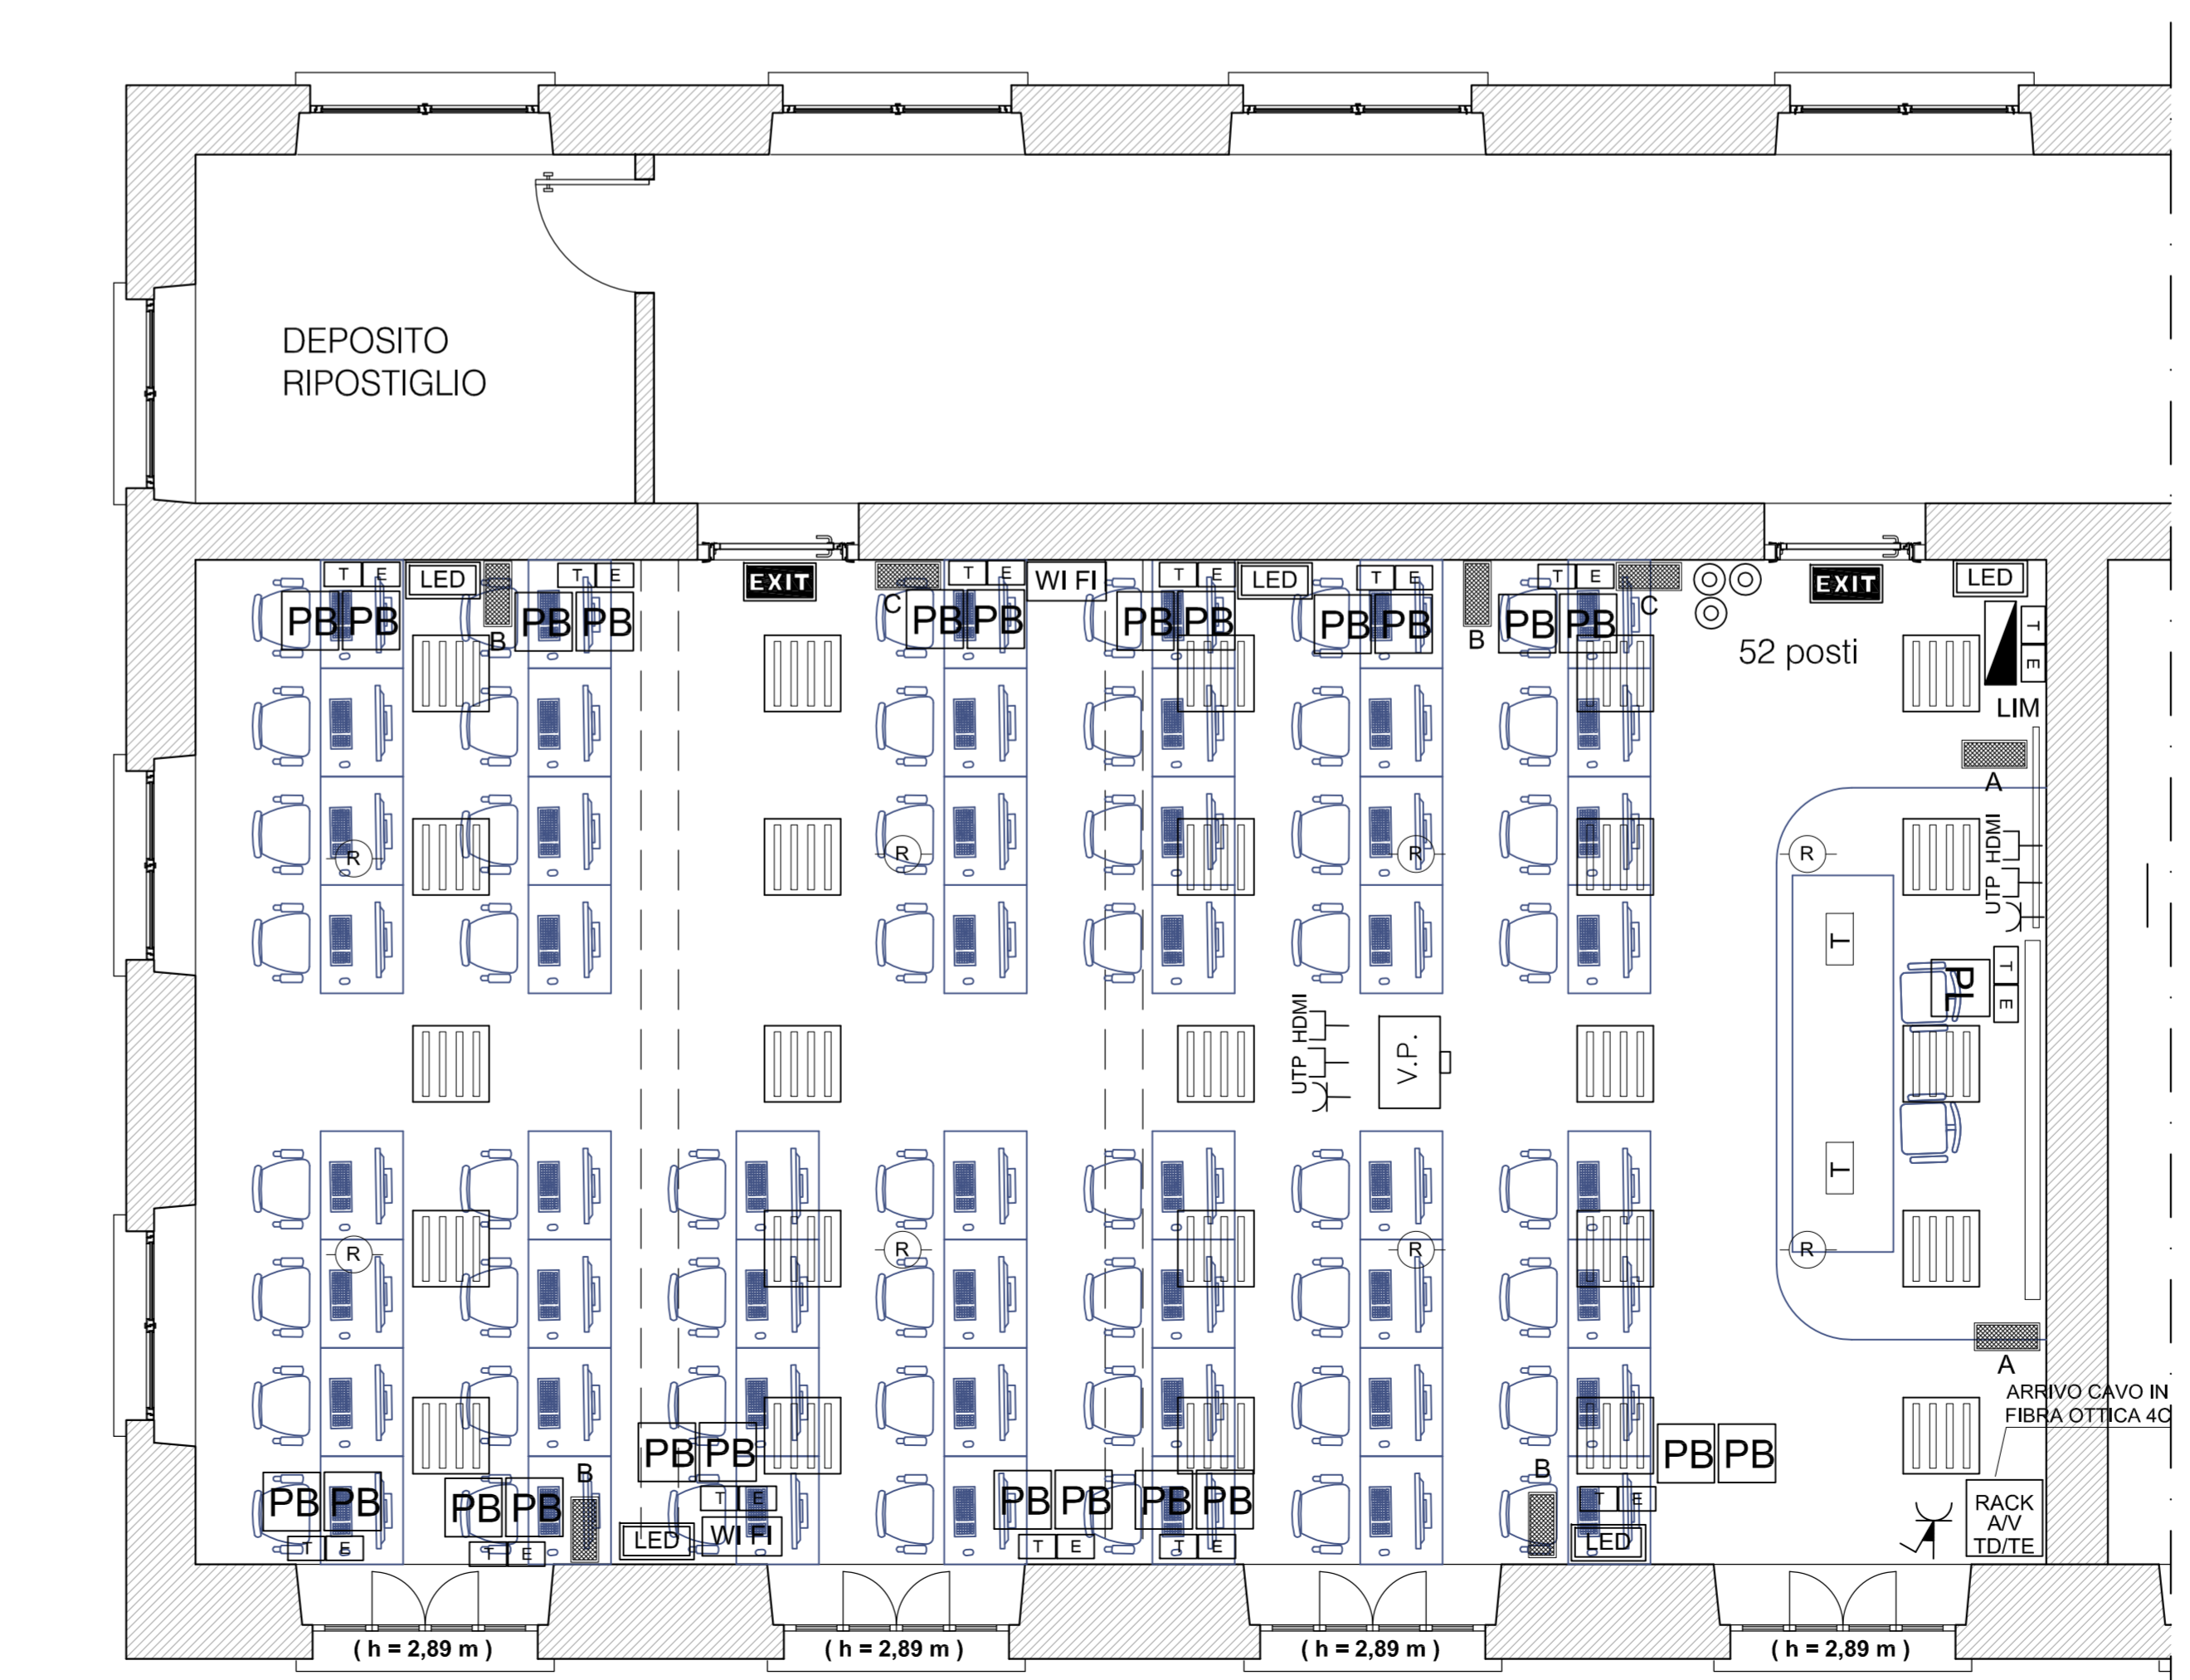 DEPOSITO
RIPOSTIGLIO
T E LED T E EXIT T E WI FI T E LED T E T E EXIT LED
PB PB B PB PB C PB PB PB PB PB PB B PB PB C T E
52 posti
LIM
A
R R R R
HDMI
UTP
T
PL T E
HDMI
UTP
V.P.
T
R R R R
A
ARRIVO CAVO IN
FIBRA OTTICA 4C
PB PB PB PB
B B
PB PB PB PB PB PB PB PB
T E T E
RACK
A/V
TD/TE
LED WI FI LED
T E T E T E T E
( h = 2,89 m ) ( h = 2,89 m ) ( h = 2,89 m ) ( h = 2,89 m )